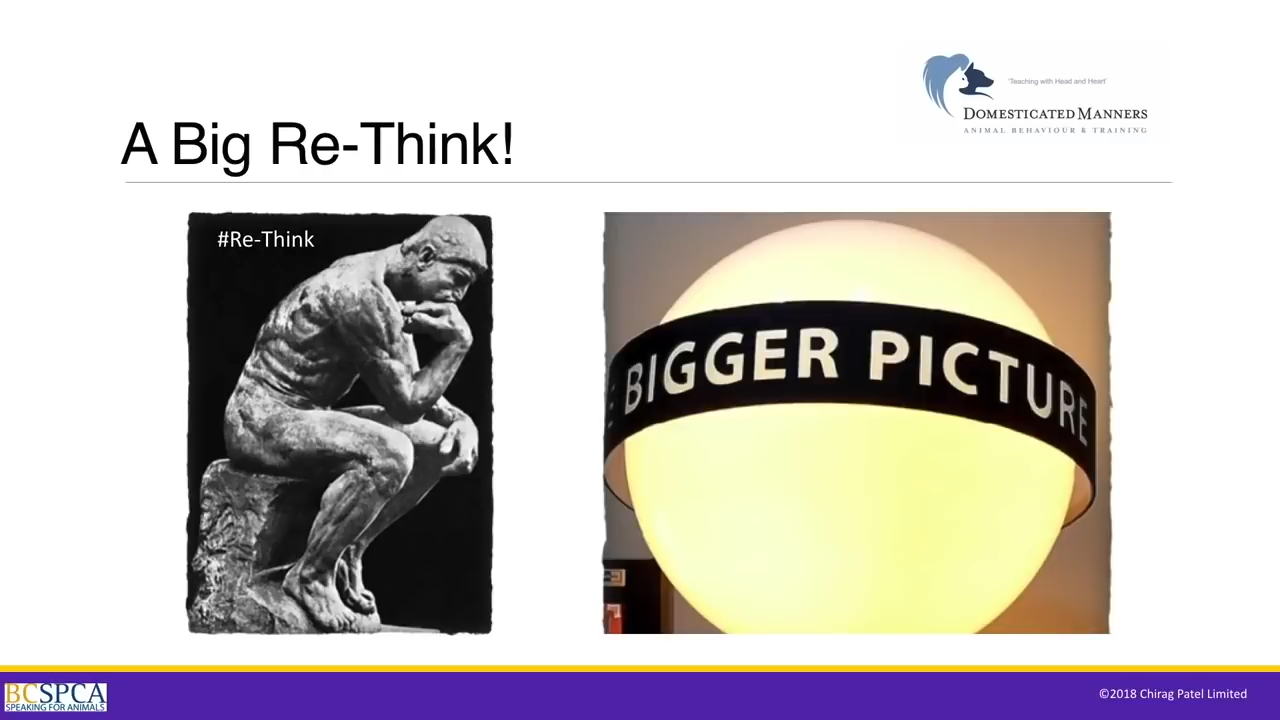 'Teaching with Head and Heart'
DOMESTICATED MANNERS
ANIMAL BEHAVIOUR & TRAINING
A Big Re-Think!
#Re-Think
BIGGER PICTURE
BCSPCA
SPEAKING FOR ANIMALS
©2018 Chirag Patel Limited